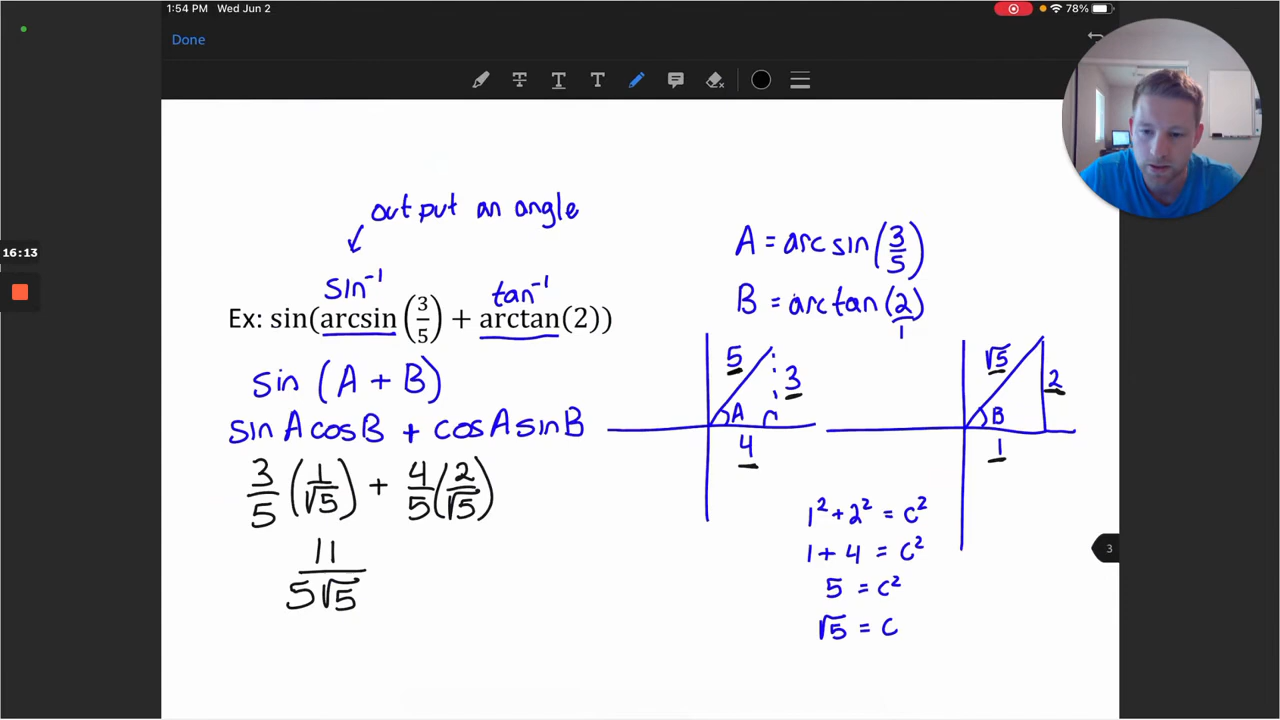 1:54 PM Wed Jun 2
78%
Done
16:13
output an angle
sin⁻¹ tan⁻¹
Ex: sin(arcsin (3/5) + arctan(2))
sin (A + B)
sin A cos B + cos A sin B
3/5 (1/√5) + 4/5 (2/√5)
11/5√5
A = arcsin(3/5)
B = arctan(2/1)
5
3
A
4
√5
2
B
1
1² + 2² = c²
1 + 4 = c²
5 = c²
√5 = c
3